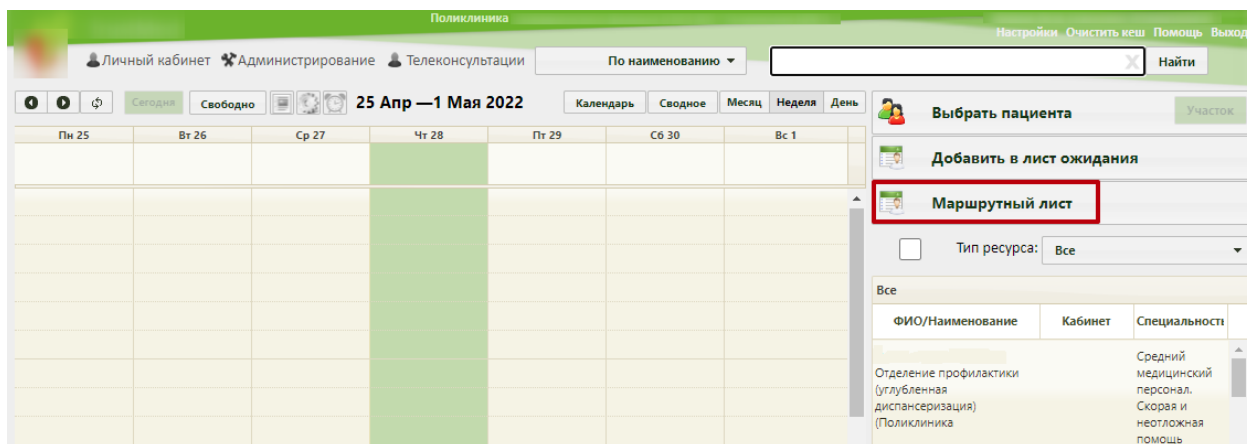 Поликлиника
Настройки Очистить кеш Помощь Выход
Личный кабинет Администрирование Телеконсультации По наименованию X Найти
Сегодня Свободно 25 Апр —1 Мая 2022 Календарь Сводное Месяц Неделя День
Пн 25 Вт 26 Ср 27 Чт 28 Пт 29 Сб 30 Вс 1
Выбрать пациента Участок
Добавить в лист ожидания
Маршрутный лист
Тип ресурса: Все
Все
ФИО/Наименование Кабинет Специальность
Отделение профилактики
(углубленная
диспансеризация)
(Поликлиника
Средний
медицинский
персонал.
Скорая и
неотложная
помощь